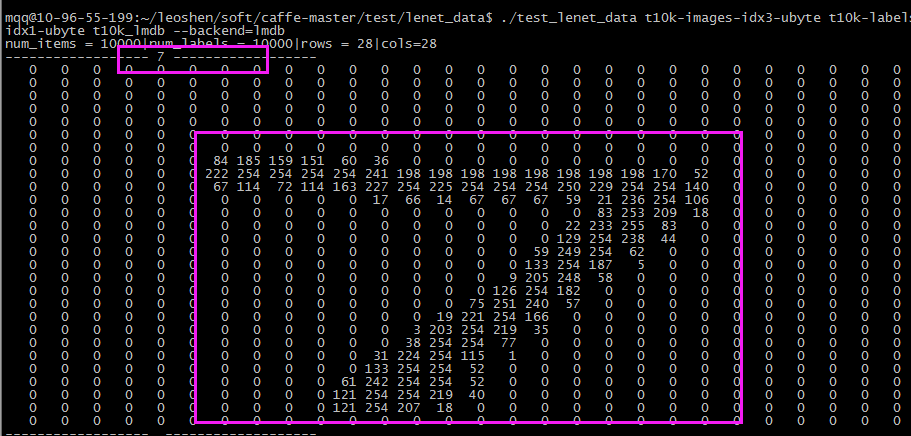 mqq@10-96-55-199:~/leoshen/soft/caffe-master/test/lenet_data$ ./test_lenet_data t10k-images-idx3-ubyte t10k-labels
idx1-ubyte t10k_lmdb --backend=lmdb
num_items = 10000|num_labels = 10000|rows = 28|cols=28
------------------ 7 ------------------
0 0 0 0 0 0 0 0 0 0 0 0 0 0 0 0 0 0 0 0 0 0 0 0 0 0 0 0
0 0 0 0 0 0 0 0 0 0 0 0 0 0 0 0 0 0 0 0 0 0 0 0 0 0 0 0
0 0 0 0 0 0 0 0 0 0 0 0 0 0 0 0 0 0 0 0 0 0 0 0 0 0 0 0
0 0 0 0 0 0 0 0 0 0 0 0 0 0 0 0 0 0 0 0 0 0 0 0 0 0 0 0
0 0 0 0 0 0 0 0 0 0 0 0 0 0 0 0 0 0 0 0 0 0 0 0 0 0 0 0
0 0 0 0 0 0 0 0 0 0 0 0 0 0 0 0 0 0 0 0 0 0 0 0 0 0 0 0
0 0 0 0 0 0 0 0 0 0 0 0 0 0 0 0 0 0 0 0 0 0 0 0 0 0 0 0
0 0 0 0 0 0 84 185 159 151 60 36 0 0 0 0 0 0 0 0 0 0 0 0 0 0 0 0
0 0 0 0 0 0 222 254 254 254 254 241 198 198 198 198 198 198 198 198 170 52 0 0 0 0 0 0
0 0 0 0 0 0 67 114 72 114 163 227 254 225 254 254 254 250 229 254 254 140 0 0 0 0 0 0
0 0 0 0 0 0 0 0 0 0 0 17 66 14 67 67 67 59 21 236 254 106 0 0 0 0 0 0
0 0 0 0 0 0 0 0 0 0 0 0 0 0 0 0 0 0 83 253 209 18 0 0 0 0 0 0
0 0 0 0 0 0 0 0 0 0 0 0 0 0 0 0 0 22 233 255 83 0 0 0 0 0 0 0
0 0 0 0 0 0 0 0 0 0 0 0 0 0 0 0 0 129 254 238 44 0 0 0 0 0 0 0
0 0 0 0 0 0 0 0 0 0 0 0 0 0 0 0 59 249 254 62 0 0 0 0 0 0 0 0
0 0 0 0 0 0 0 0 0 0 0 0 0 0 0 0 133 254 187 5 0 0 0 0 0 0 0 0
0 0 0 0 0 0 0 0 0 0 0 0 0 0 0 9 205 248 58 0 0 0 0 0 0 0 0 0
0 0 0 0 0 0 0 0 0 0 0 0 0 0 0 126 254 182 0 0 0 0 0 0 0 0 0 0
0 0 0 0 0 0 0 0 0 0 0 0 0 0 75 251 240 57 0 0 0 0 0 0 0 0 0 0
0 0 0 0 0 0 0 0 0 0 0 0 0 19 221 254 166 0 0 0 0 0 0 0 0 0 0 0
0 0 0 0 0 0 0 0 0 0 0 0 3 203 254 219 35 0 0 0 0 0 0 0 0 0 0 0
0 0 0 0 0 0 0 0 0 0 0 0 38 254 254 77 0 0 0 0 0 0 0 0 0 0 0 0
0 0 0 0 0 0 0 0 0 0 0 31 224 254 115 1 0 0 0 0 0 0 0 0 0 0 0 0
0 0 0 0 0 0 0 0 0 0 0 133 254 254 52 0 0 0 0 0 0 0 0 0 0 0 0 0
0 0 0 0 0 0 0 0 0 0 61 242 254 254 52 0 0 0 0 0 0 0 0 0 0 0 0 0
0 0 0 0 0 0 0 0 0 0 121 254 254 219 40 0 0 0 0 0 0 0 0 0 0 0 0 0
0 0 0 0 0 0 0 0 0 0 121 254 207 18 0 0 0 0 0 0 0 0 0 0 0 0 0 0
0 0 0 0 0 0 0 0 0 0 0 0 0 0 0 0 0 0 0 0 0 0 0 0 0 0 0 0